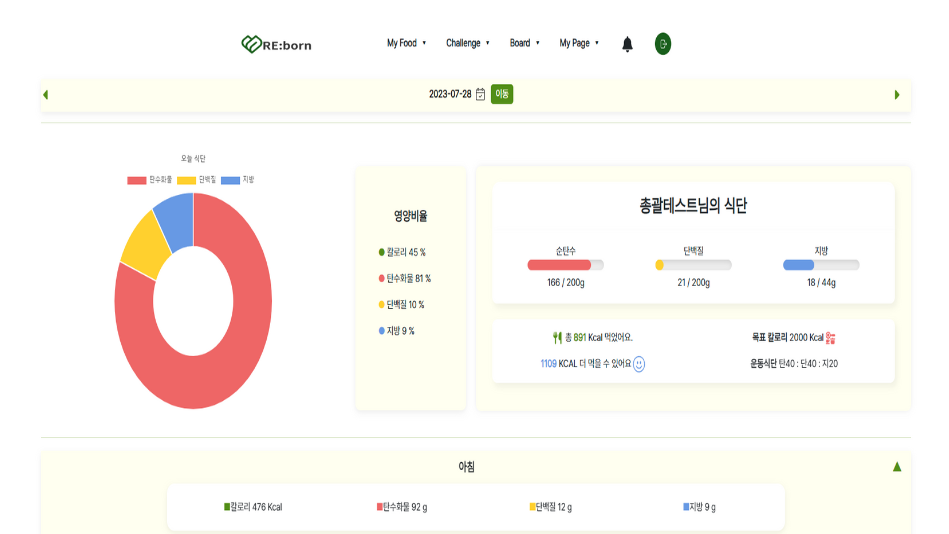 RE:born
My Food ▾ Challenge ▾ Board ▾ My Page ▾
2023-07-28 이동
오늘 식단
탄수화물 단백질 지방
영양비율
칼로리 45 %
탄수화물 81 %
단백질 10 %
지방 9 %
총괄테스트님의 식단
순탄수 단백질 지방
166 / 200g 21 / 200g 18 / 44g
총 891 Kcal 먹었어요. 목표 칼로리 2000 Kcal
1109 KCAL 더 먹을 수 있어요 운동식단 탄40 : 단40 : 지20
아침
칼로리 476 Kcal 탄수화물 92 g 단백질 12 g 지방 9 g